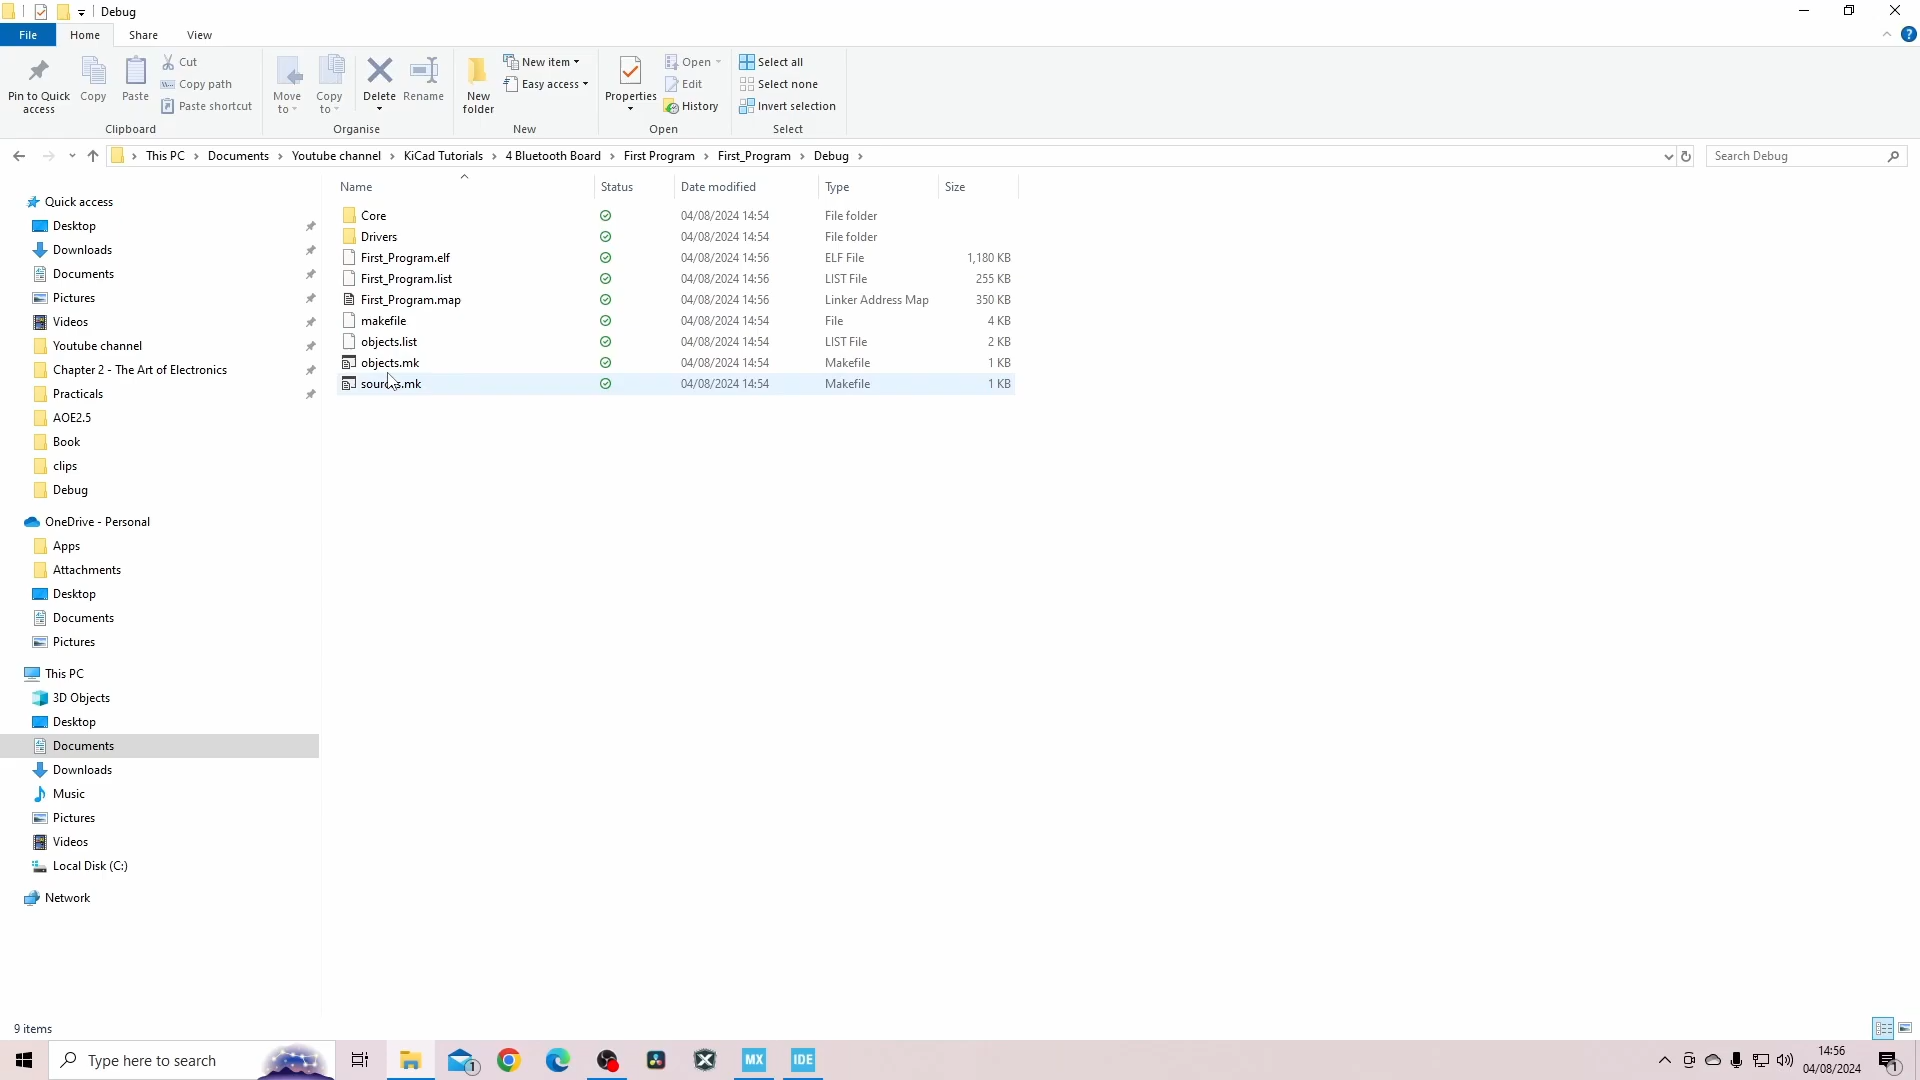 Debug
File Home Share View
Pin to Quick access
Copy
Paste
Cut
Copy path
Paste shortcut
Clipboard
Move to
Copy to
Delete
Rename
Organise
New folder
New item
Easy access
New
Properties
Open
Edit
History
Open
Select all
Select none
Invert selection
Select
This PC > Documents > Youtube channel > KiCad Tutorials > 4 Bluetooth Board > First Program > First_Program > Debug >
Search Debug
Name Status Date modified Type Size
Core 04/08/2024 14:54 File folder
Drivers 04/08/2024 14:54 File folder
First_Program.elf 04/08/2024 14:56 ELF File 1,180 KB
First_Program.list 04/08/2024 14:56 LIST File 255 KB
First_Program.map 04/08/2024 14:56 Linker Address Map 350 KB
makefile 04/08/2024 14:54 File 4 KB
objects.list 04/08/2024 14:54 LIST File 2 KB
objects.mk 04/08/2024 14:54 Makefile 1 KB
sources.mk 04/08/2024 14:54 Makefile 1 KB
Quick access
Desktop
Downloads
Documents
Pictures
Videos
Youtube channel
Chapter 2 - The Art of Electronics
Practicals
AOE2.5
Book
clips
Debug
OneDrive - Personal
Apps
Attachments
Desktop
Documents
Pictures
This PC
3D Objects
Desktop
Documents
Downloads
Music
Pictures
Videos
Local Disk (C:)
Network
9 items
Type here to search
1
MX
IDE
14:56
04/08/2024
1